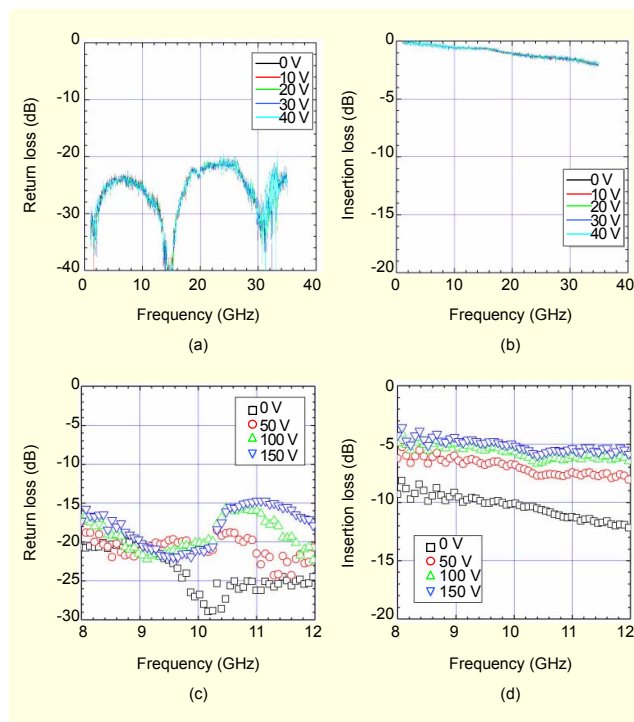 0
-10
-20
-30
-40
0 10 20 30 40
Return loss (dB)
Frequency (GHz)
0 V
10 V
20 V
30 V
40 V
(a)
0
-5
-10
-15
-20
0 10 20 30 40
Insertion loss (dB)
Frequency (GHz)
0 V
10 V
20 V
30 V
40 V
(b)
0
-5
-10
-15
-20
-25
-30
8 9 10 11 12
Return loss (dB)
Frequency (GHz)
0 V
50 V
100 V
150 V
(c)
0
-5
-10
-15
-20
8 9 10 11 12
Insertion loss (dB)
Frequency (GHz)
0 V
50 V
100 V
150 V
(d)